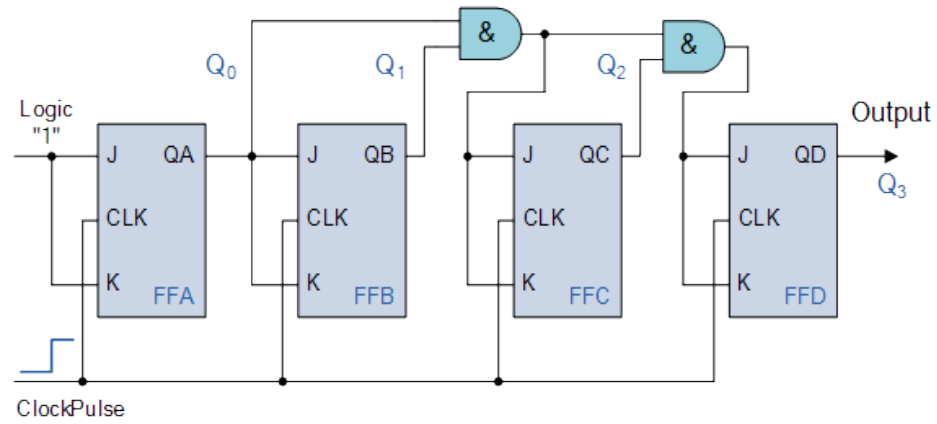 & &
Q0 Q1 Q2
Logic
"1"
Output
J QA J QB J QC J QD
Q3
CLK CLK CLK CLK
K K K K
FFA FFB FFC FFD
ClockPulse